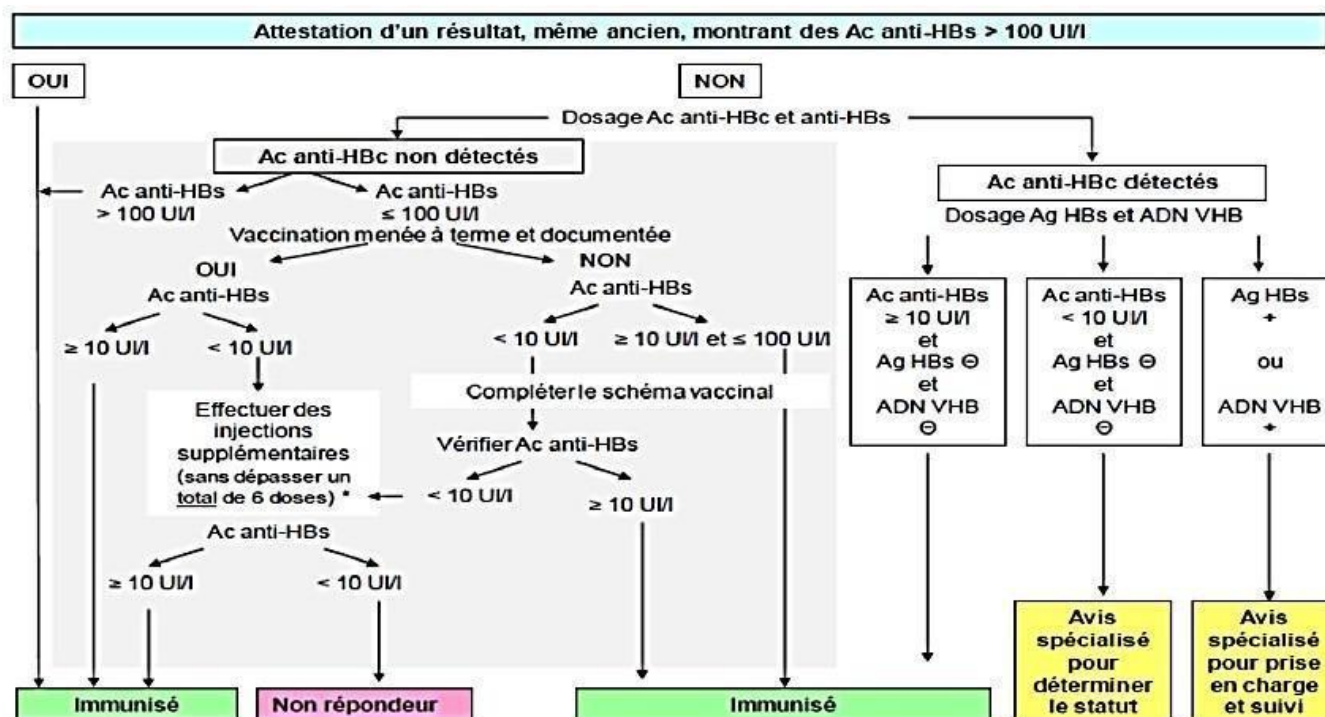 Attestation d'un résultat, même ancien, montrant des Ac anti-HBs > 100 UI/l
OUI
NON
Dosage Ac anti-HBc et anti-HBs
Ac anti-HBc non détectés
Ac anti-HBs
> 100 UI/l
Ac anti-HBs
≤ 100 UI/l
Vaccination menée à terme et documentée
OUI
Ac anti-HBs
≥ 10 UI/l
< 10 UI/l
Effectuer des
injections
supplémentaires
(sans dépasser un
total de 6 doses) *
NON
Ac anti-HBs
< 10 UI/l
≥ 10 UI/l et ≤ 100 UI/l
Compléter le schéma vaccinal
Vérifier Ac anti-HBs
< 10 UI/l
≥ 10 UI/l
Ac anti-HBs
≥ 10 UI/l
< 10 UI/l
Ac anti-HBc détectés
Dosage Ag HBs et ADN VHB
Ac anti-HBs
≥ 10 UI/l
et
Ag HBs ⊖
et
ADN VHB
⊖
Ac anti-HBs
< 10 UI/l
et
Ag HBs ⊖
et
ADN VHB
⊖
Ag HBs
+
ou
ADN VHB
+
Immunisé
Non répondeur
Immunisé
Avis
spécialisé
pour
déterminer
le statut
Avis
spécialisé
pour prise
en charge
et suivi